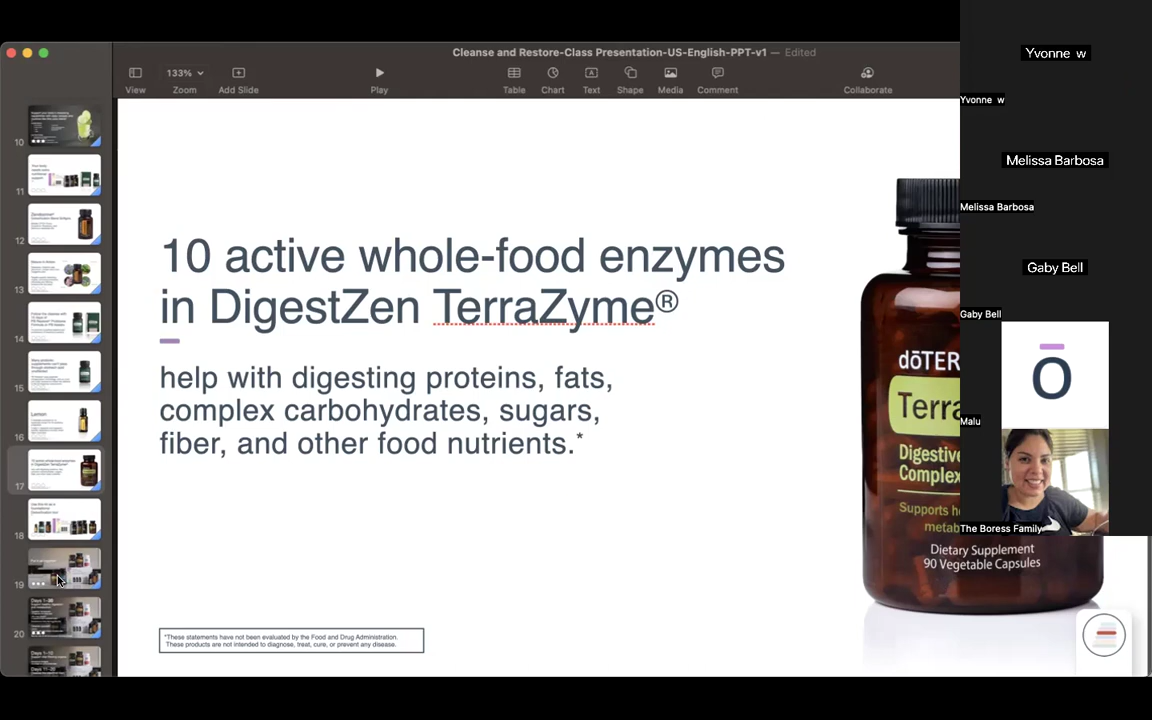 Cleanse and Restore-Class Presentation-US-English-PPT-v1 — Edited
133%
View
Zoom
Add Slide
Play
Table
Chart
Text
Shape
Media
Comment
Collaborate
10
11
12
13
14
15
16
Lemon
17
18
19
20
10 active whole-food enzymes
in DigestZen TerraZyme®
help with digesting proteins, fats,
complex carbohydrates, sugars,
fiber, and other food nutrients.*
*These statements have not been evaluated by the Food and Drug Administration.
These products are not intended to diagnose, treat, cure, or prevent any disease.
dōTER
Terra
Digestive
Complex
Supports
metab
Dietary Supplement
90 Vegetable Capsules
Yvonne w
Yvonne w
Melissa Barbosa
Melissa Barbosa
Gaby Bell
Gaby Bell
ō
Malu
The Boress Family